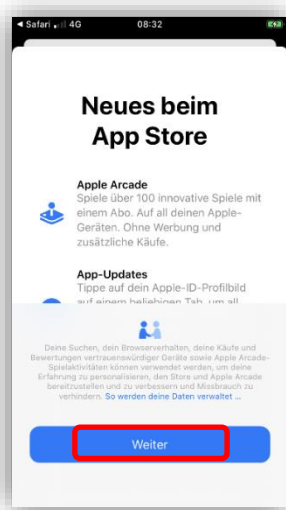 Safari 4G 08:32
Neues beim
App Store
Apple Arcade
Spiele über 100 innovative Spiele mit
einem Abo. Auf all deinen Apple-
Geräten. Ohne Werbung und
zusätzliche Käufe.
App-Updates
Tippe auf dein Apple-ID-Profilbild
auf einem beliebigen Tab, um all
Deine Suchen, dein Browserverhalten, deine Käufe und
Bewertungen vertrauenswürdiger Geräte sowie Apple Arcade-
Spielaktivitäten können verwendet werden, um deine
Erfahrung zu personalisieren, den Store und Apple Arcade
bereitzustellen und zu verbessern und Missbrauch zu
verhindern. So werden deine Daten verwaltet ...
Weiter